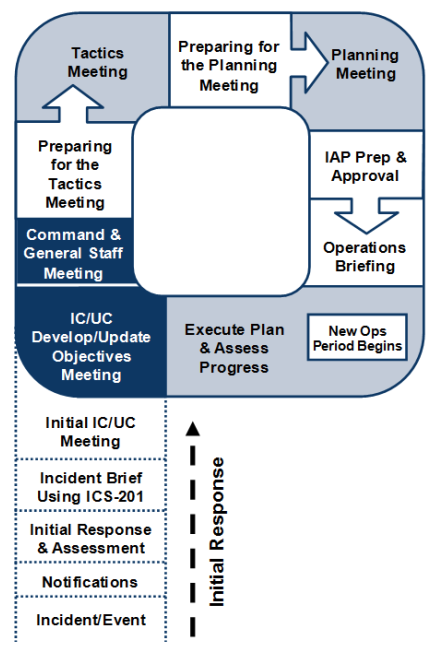 Tactics
Meeting
Preparing for
the Planning
Meeting
Planning
Meeting
Preparing
for the
Tactics
Meeting
IAP Prep &
Approval
Command &
General Staff
Meeting
Operations
Briefing
IC/UC
Develop/Update
Objectives
Meeting
Execute Plan
& Assess
Progress
New Ops
Period Begins
Initial IC/UC
Meeting
Incident Brief
Using ICS-201
Initial Response
& Assessment
Notifications
Incident/Event
Initial Response